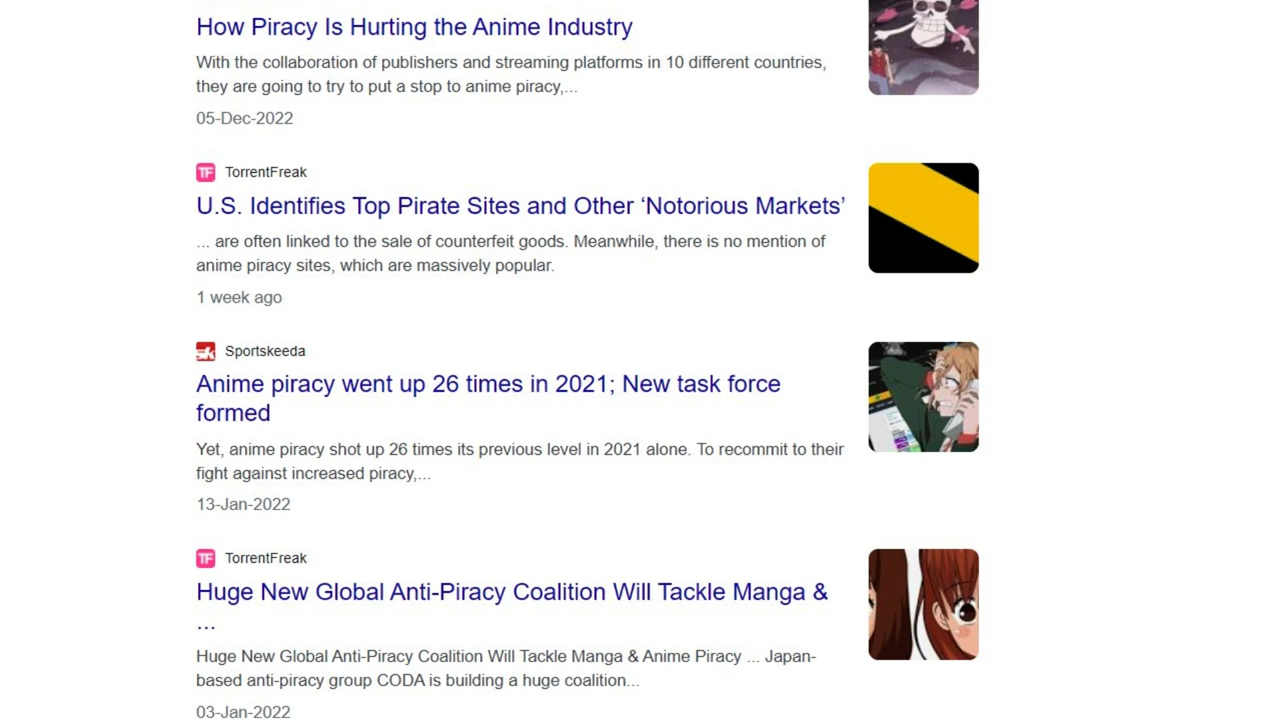 How Piracy Is Hurting the Anime Industry
With the collaboration of publishers and streaming platforms in 10 different countries,
they are going to try to put a stop to anime piracy,...
05-Dec-2022
TF TorrentFreak
U.S. Identifies Top Pirate Sites and Other ‘Notorious Markets’
... are often linked to the sale of counterfeit goods. Meanwhile, there is no mention of
anime piracy sites, which are massively popular.
1 week ago
sk Sportskeeda
Anime piracy went up 26 times in 2021; New task force
formed
Yet, anime piracy shot up 26 times its previous level in 2021 alone. To recommit to their
fight against increased piracy,...
13-Jan-2022
TF TorrentFreak
Huge New Global Anti-Piracy Coalition Will Tackle Manga &
...
Huge New Global Anti-Piracy Coalition Will Tackle Manga & Anime Piracy ... Japan-
based anti-piracy group CODA is building a huge coalition...
03-Jan-2022